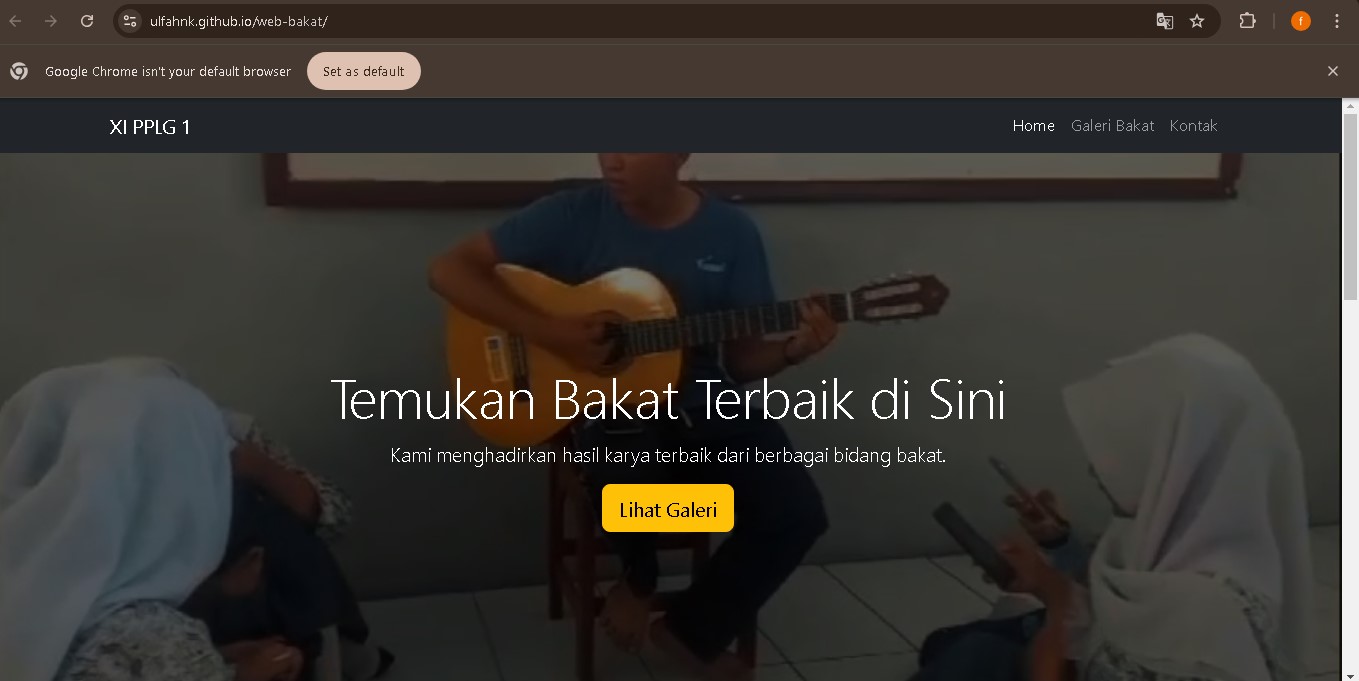 ulfahnk.github.io/web-bakat/
f
Google Chrome isn't your default browser
Set as default
XI PPLG 1
Home
Galeri Bakat
Kontak
Temukan Bakat Terbaik di Sini
Kami menghadirkan hasil karya terbaik dari berbagai bidang bakat.
Lihat Galeri